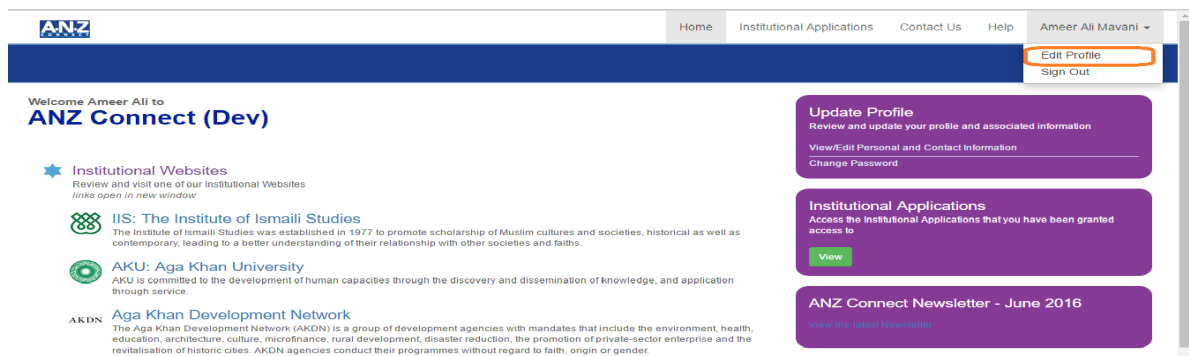 A.N.Z
CONNECT
Home Institutional Applications Contact Us Help Ameer Ali Mavani
Edit Profile
Sign Out
Welcome Ameer Ali to
ANZ Connect (Dev)
Institutional Websites
Review and visit one of our Institutional Websites
links open in new window
IIS: The Institute of Ismaili Studies
The Institute of Ismaili Studies was established in 1977 to promote scholarship of Muslim cultures and societies, historical as well as
contemporary, leading to a better understanding of their relationship with other societies and faiths.
AKU: Aga Khan University
AKU is committed to the development of human capacities through the discovery and dissemination of knowledge, and application
through service.
AKDN
Aga Khan Development Network
The Aga Khan Development Network (AKDN) is a group of development agencies with mandates that include the environment, health,
education, architecture, culture, microfinance, rural development, disaster reduction, the promotion of private-sector enterprise and the
revitalisation of historic cities. AKDN agencies conduct their programmes without regard to faith, origin or gender.
Update Profile
Review and update your profile and associated information
View/Edit Personal and Contact Information
Change Password
Institutional Applications
Access the Institutional Applications that you have been granted
access to
View
ANZ Connect Newsletter - June 2016
View the latest Newsletter